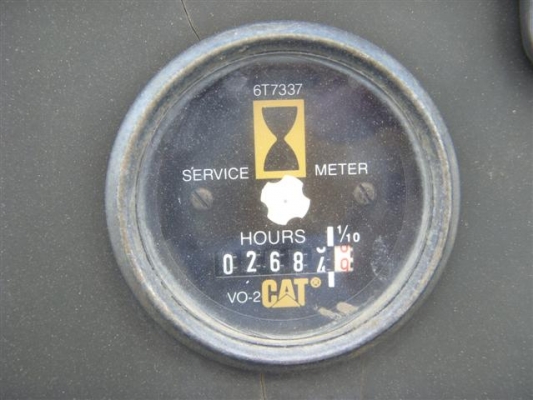 6T7337
SERVICE METER
HOURS 1/10
0268
VO-2 CAT®